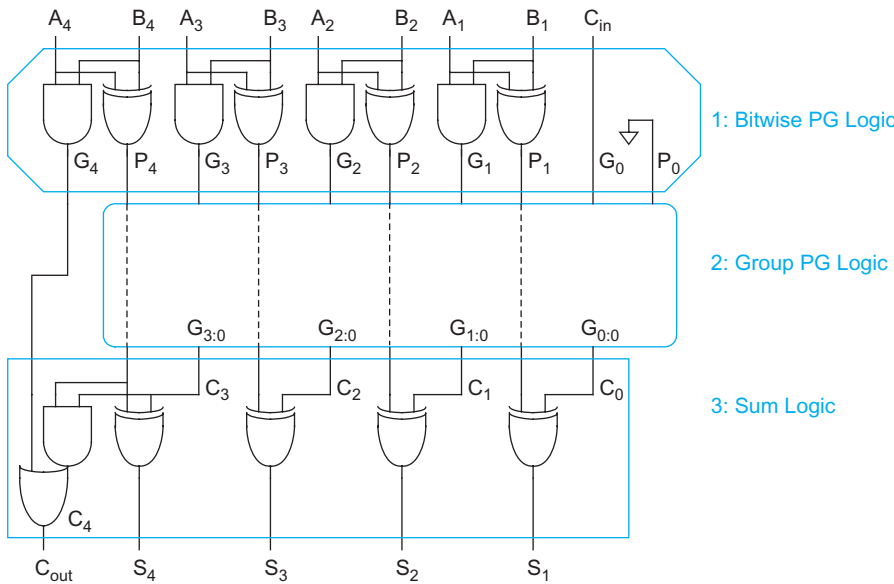 A4 B4 A3 B3 A2 B2 A1 B1 Cin
1: Bitwise PG Logic
G4 P4 G3 P3 G2 P2 G1 P1 G0 P0
2: Group PG Logic
G3:0 G2:0 G1:0 G0:0
C3 C2 C1 C0
3: Sum Logic
C4
Cout S4 S3 S2 S1